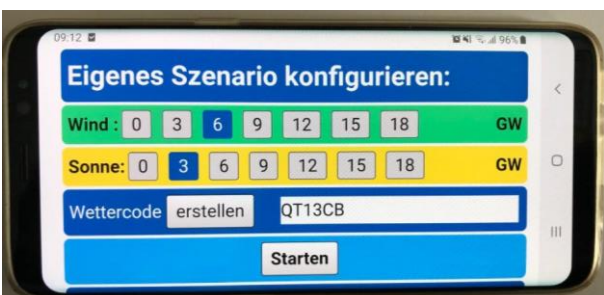 09:12 96%
Eigenes Szenario konfigurieren:
Wind : 0 3 6 9 12 15 18 GW
Sonne: 0 3 6 9 12 15 18 GW
Wettercode erstellen QT13CB
Starten